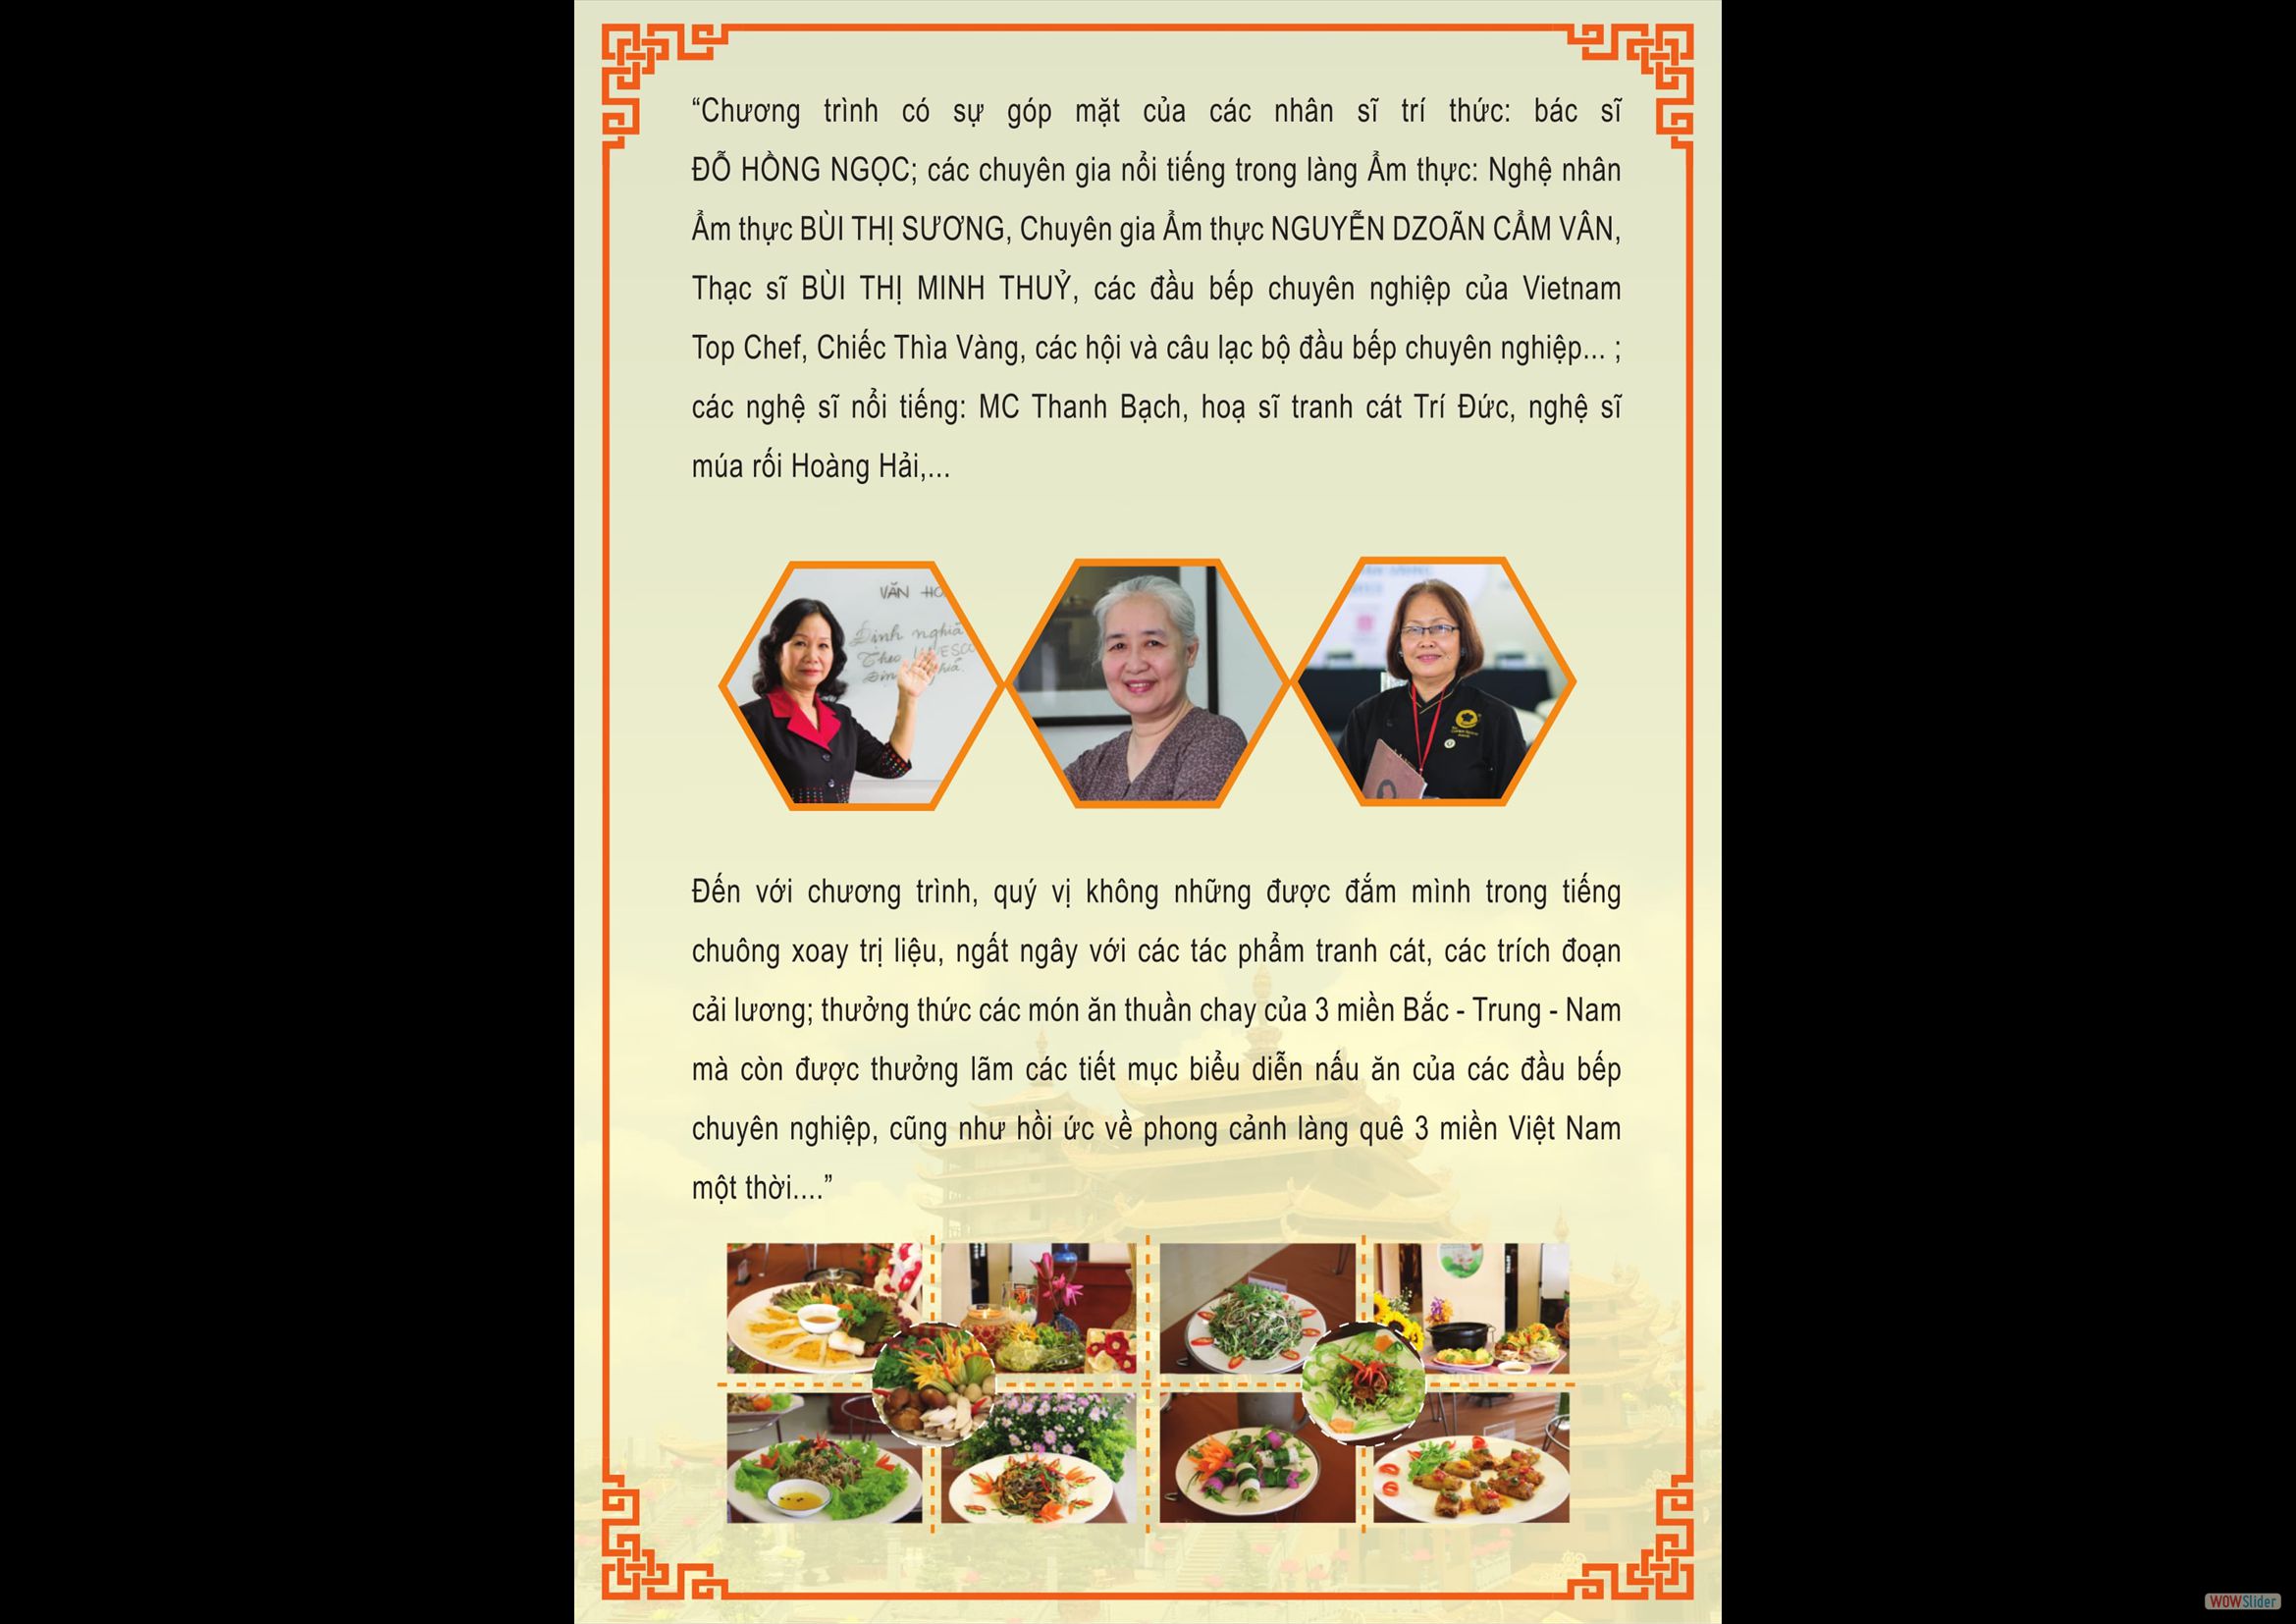 “Chương trình có sự góp mặt của các nhân sĩ trí thức: bác sĩ
ĐỖ HỒNG NGỌC; các chuyên gia nổi tiếng trong làng Ẩm thực: Nghệ nhân
Ẩm thực BÙI THỊ SƯƠNG, Chuyên gia Ẩm thực NGUYỄN DZOÃN CẨM VÂN,
Thạc sĩ BÙI THỊ MINH THUỶ, các đầu bếp chuyên nghiệp của Vietnam
Top Chef, Chiếc Thìa Vàng, các hội và câu lạc bộ đầu bếp chuyên nghiệp... ;
các nghệ sĩ nổi tiếng: MC Thanh Bạch, hoạ sĩ tranh cát Trí Đức, nghệ sĩ
múa rối Hoàng Hải,...
VĂN HO
Định nghĩa
Theo UNESCO
Đến với chương trình, quý vị không những được đắm mình trong tiếng
chuông xoay trị liệu, ngất ngây với các tác phẩm tranh cát, các trích đoạn
cải lương; thưởng thức các món ăn thuần chay của 3 miền Bắc - Trung - Nam
mà còn được thưởng lãm các tiết mục biểu diễn nấu ăn của các đầu bếp
chuyên nghiệp, cũng như hồi ức về phong cảnh làng quê 3 miền Việt Nam
một thời....”
WOWSlider